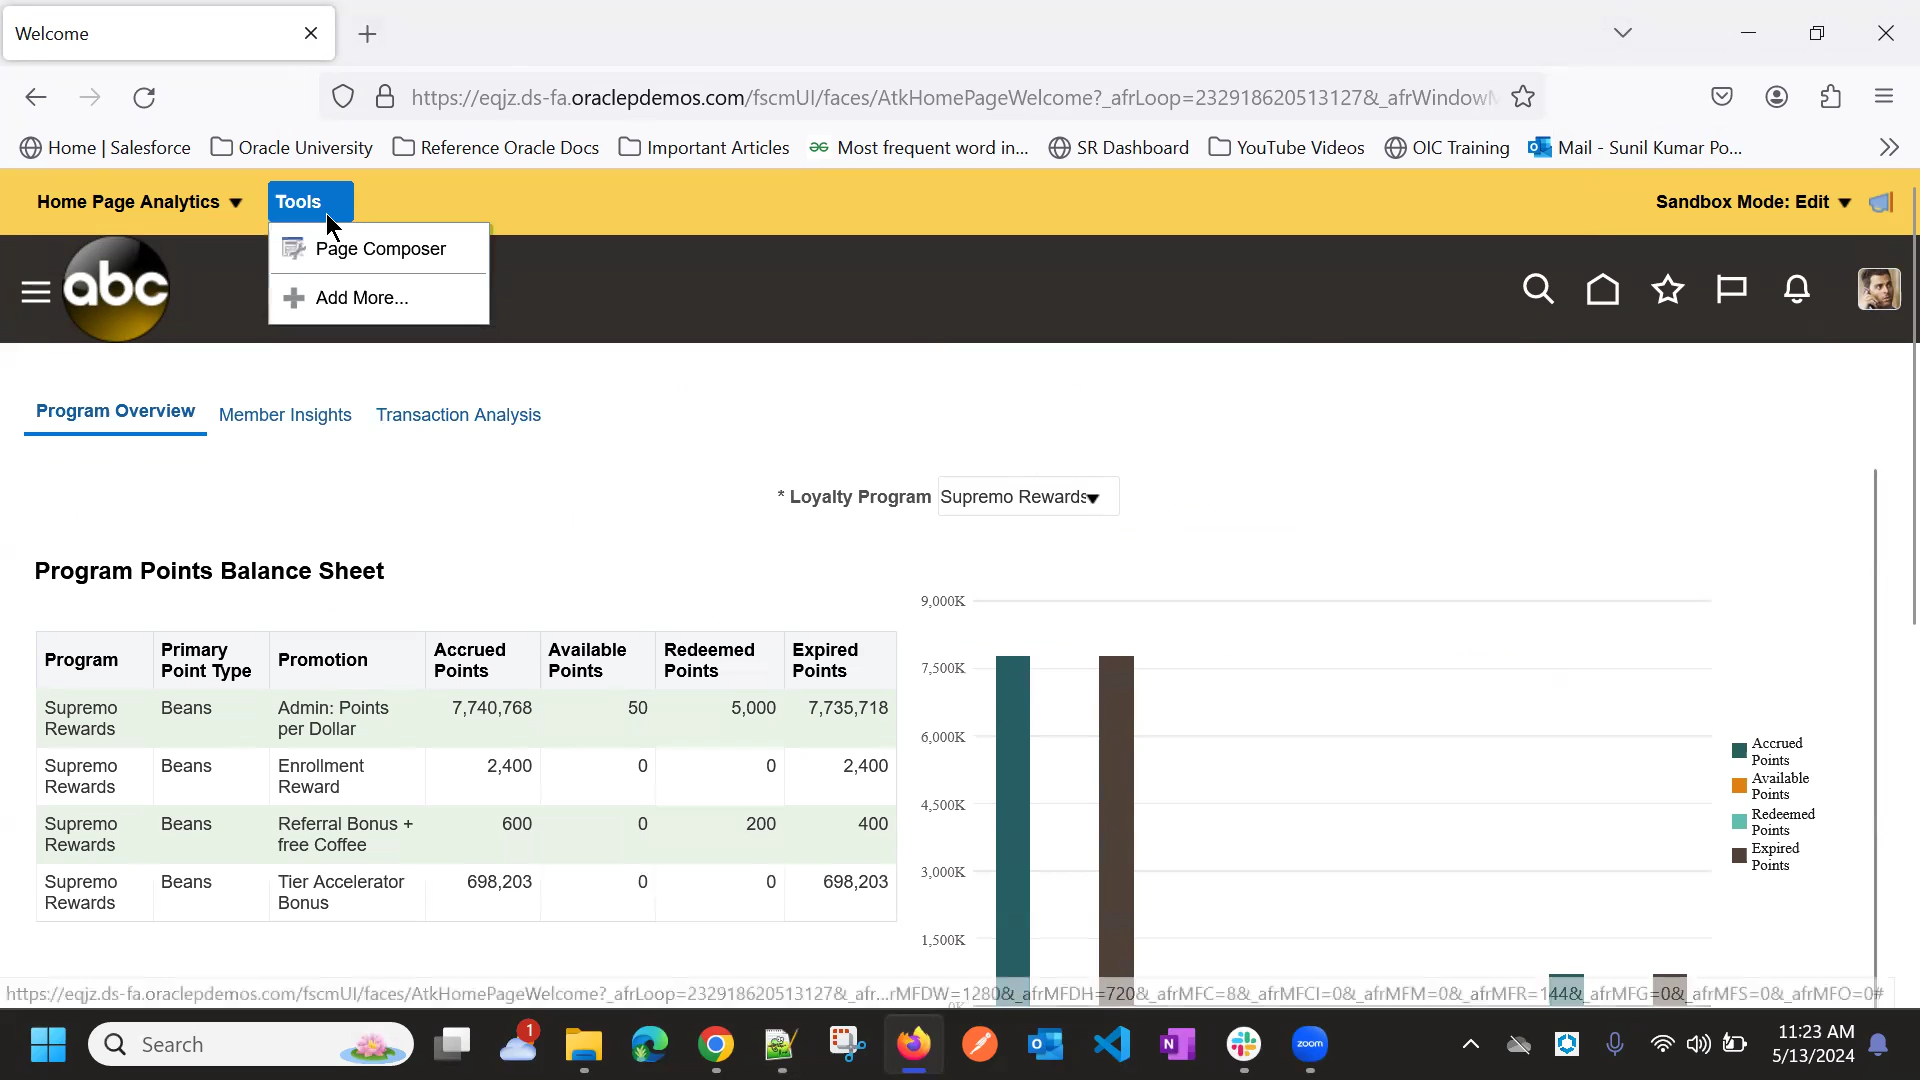 Welcome
https://eqjz.ds-fa.oraclepdemos.com/fscmUI/faces/AtkHomePageWelcome?_afrLoop=232918620513127&_afrWindowM
Home | Salesforce
Oracle University
Reference Oracle Docs
Important Articles
Most frequent word in...
SR Dashboard
YouTube Videos
OIC Training
Mail - Sunil Kumar Po...
Home Page Analytics
Tools
Sandbox Mode: Edit
Page Composer
Add More...
abc
Program Overview
Member Insights
Transaction Analysis
* Loyalty Program Supremo Rewards
Program Points Balance Sheet
Program Primary Point Type Promotion Accrued Points Available Points Redeemed Points Expired Points
Supremo Rewards Beans Admin: Points per Dollar 7,740,768 50 5,000 7,735,718
Supremo Rewards Beans Enrollment Reward 2,400 0 0 2,400
Supremo Rewards Beans Referral Bonus + free Coffee 600 0 200 400
Supremo Rewards Beans Tier Accelerator Bonus 698,203 0 0 698,203
9,000K
7,500K
6,000K
4,500K
3,000K
1,500K
0K
Accrued Points
Available Points
Redeemed Points
Expired Points
https://eqjz.ds-fa.oraclepdemos.com/fscmUI/faces/AtkHomePageWelcome?_afrLoop=232918620513127&_afr...rMFDW=1280&_afrMFDH=720&_afrMFC=8&_afrMFCI=0&_afrMFM=0&_afrMFR=144&_afrMFG=0&_afrMFS=0&_afrMFO=0#
Search
1
zoom
11:23 AM
5/13/2024